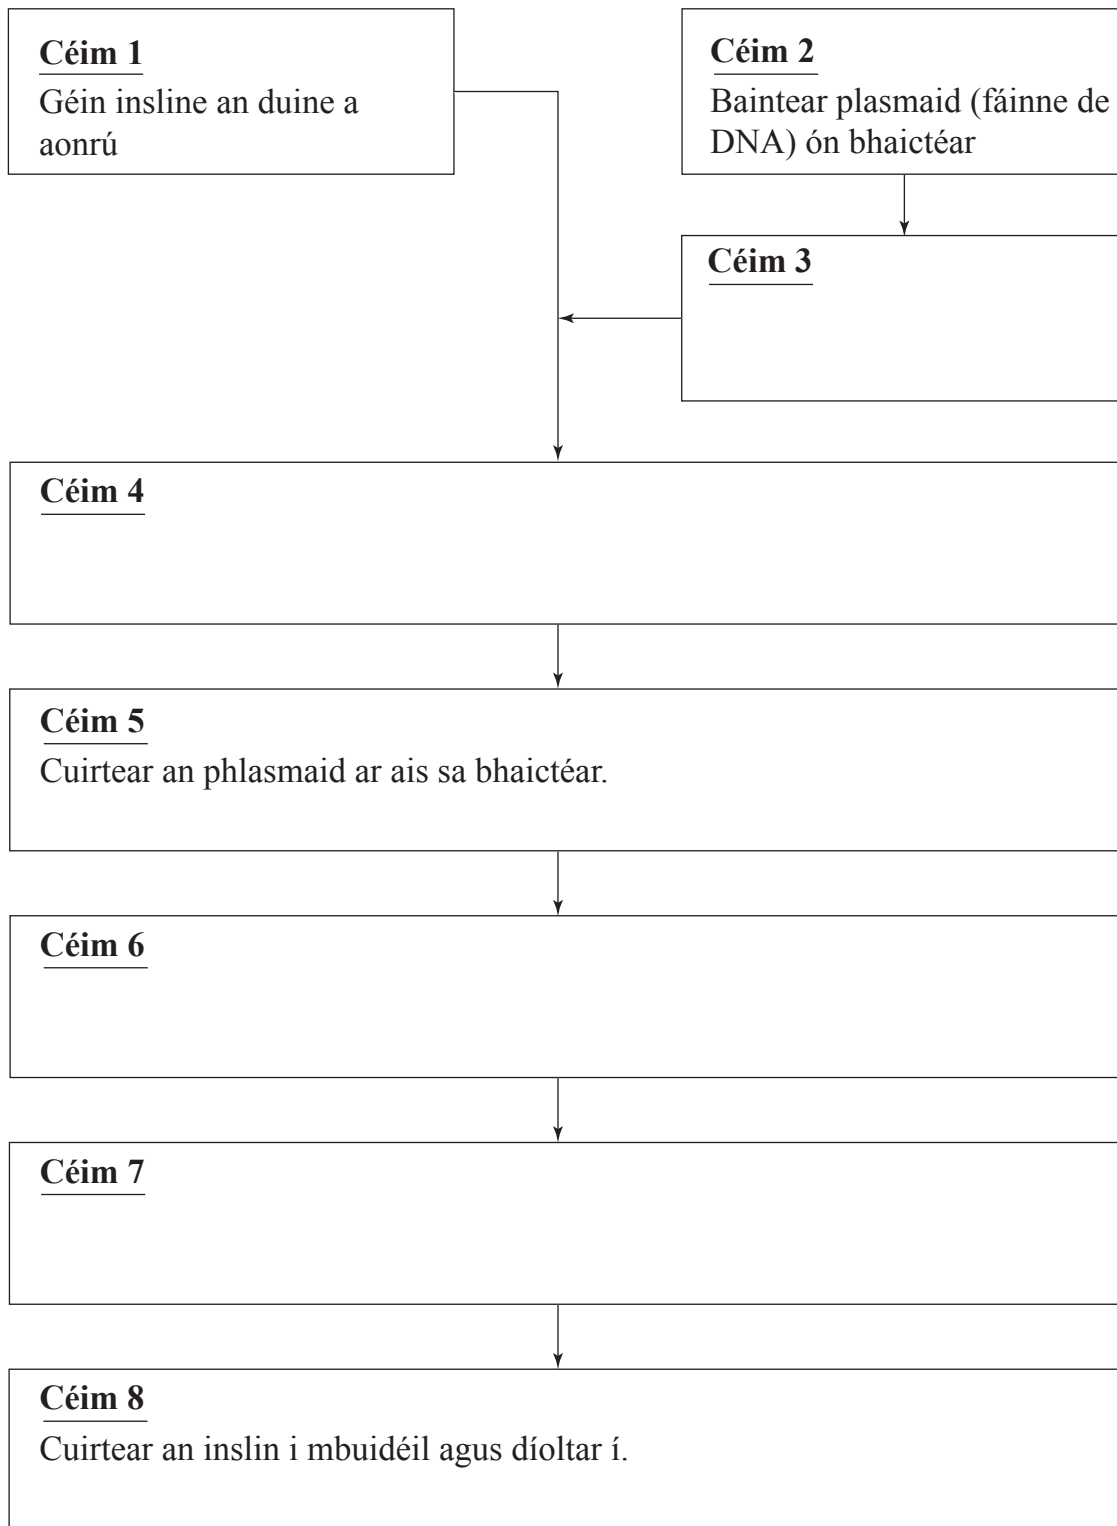 Céim 1
Géin insline an duine a
aonrú
Céim 2
Baintear plasmaid (fáinne de
DNA) ón bhaictéar
Céim 3
Céim 4
Céim 5
Cuirtear an phlasmaid ar ais sa bhaictéar.
Céim 6
Céim 7
Céim 8
Cuirtear an inslin i mbuidéil agus díoltar í.